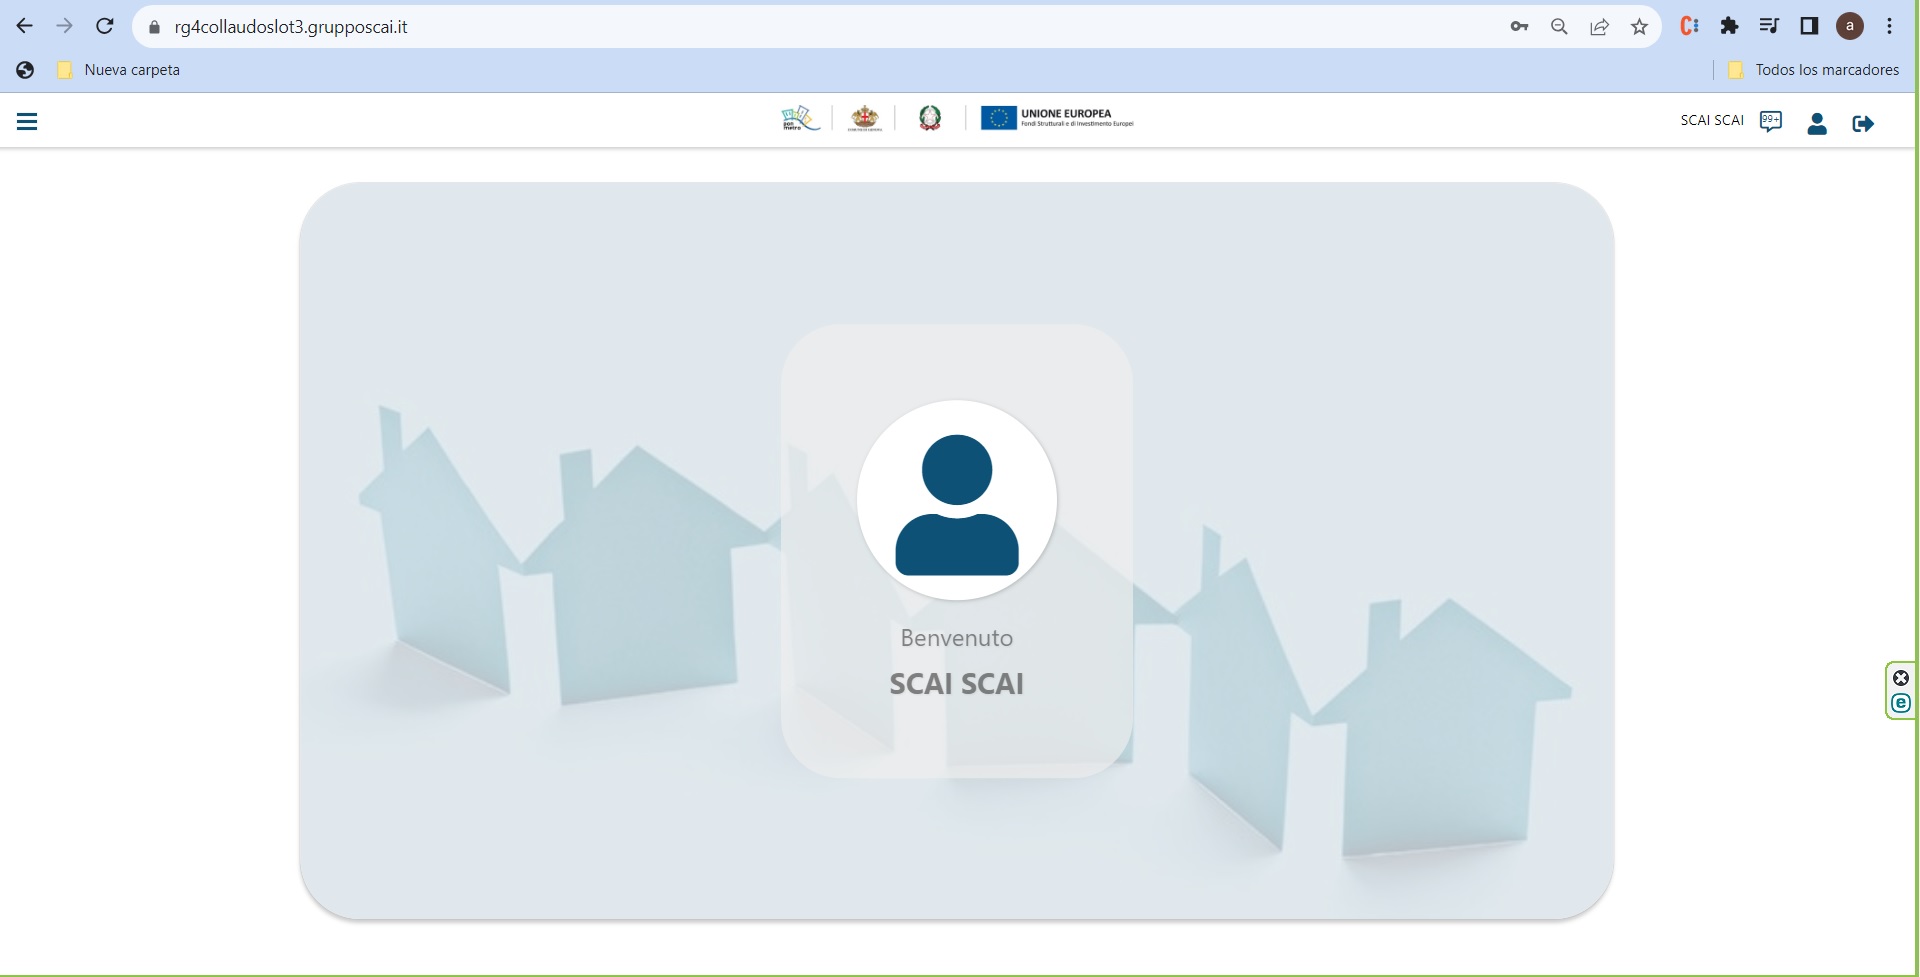 rg4collaudoslot3.grupposcai.it
a
Nueva carpeta
Todos los marcadores
pon
metro
UNIONE EUROPEA
Fondi Strutturali e di Investimento Europei
SCAI SCAI
99+
Benvenuto
SCAI SCAI
e